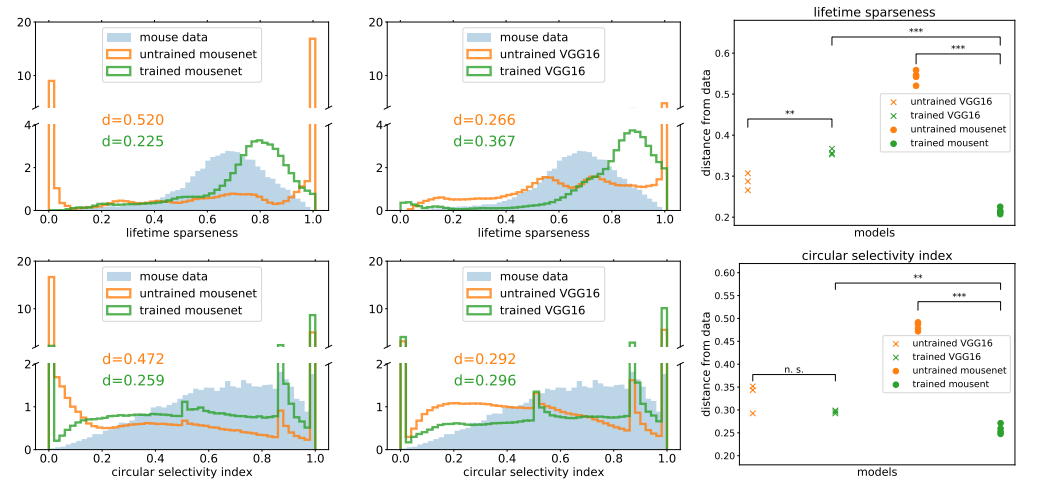 20
10
4
2
0
0.0 0.2 0.4 0.6 0.8 1.0
lifetime sparseness
mouse data
untrained mousenet
trained mousenet
d=0.520
d=0.225
20
10
4
2
0
0.0 0.2 0.4 0.6 0.8 1.0
lifetime sparseness
mouse data
untrained VGG16
trained VGG16
d=0.266
d=0.367
lifetime sparseness
distance from data
0.6
0.5
0.4
0.3
0.2
***
***
**
untrained VGG16
trained VGG16
untrained mousenet
trained mousent
models
20
10
2
1
0
0.0 0.2 0.4 0.6 0.8 1.0
circular selectivity index
mouse data
untrained mousenet
trained mousenet
d=0.472
d=0.259
20
10
2
1
0
0.0 0.2 0.4 0.6 0.8 1.0
circular selectivity index
mouse data
untrained VGG16
trained VGG16
d=0.292
d=0.296
circular selectivity index
distance from data
0.60
0.55
0.50
0.45
0.40
0.35
0.30
0.25
0.20
**
***
n. s.
untrained VGG16
trained VGG16
untrained mousenet
trained mousent
models